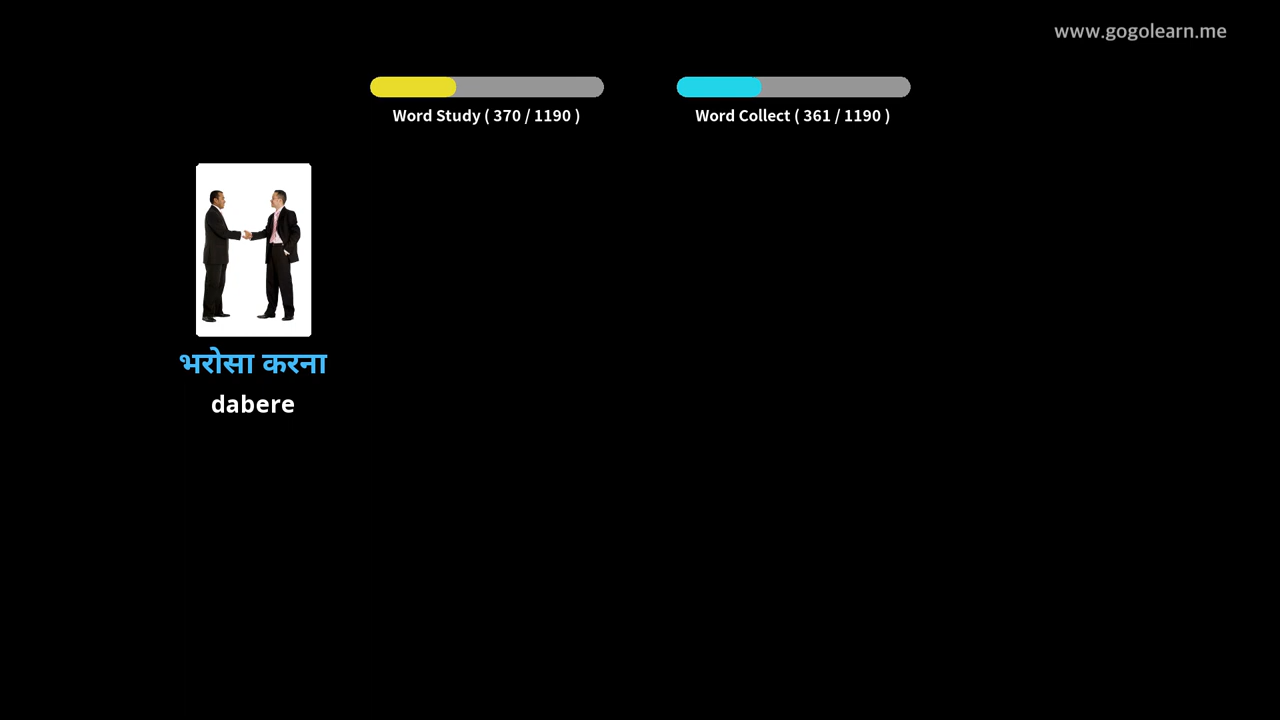 www.gogolearn.me
Word Study ( 370 / 1190 )
Word Collect ( 361 / 1190 )
भरोसा करना
dabere